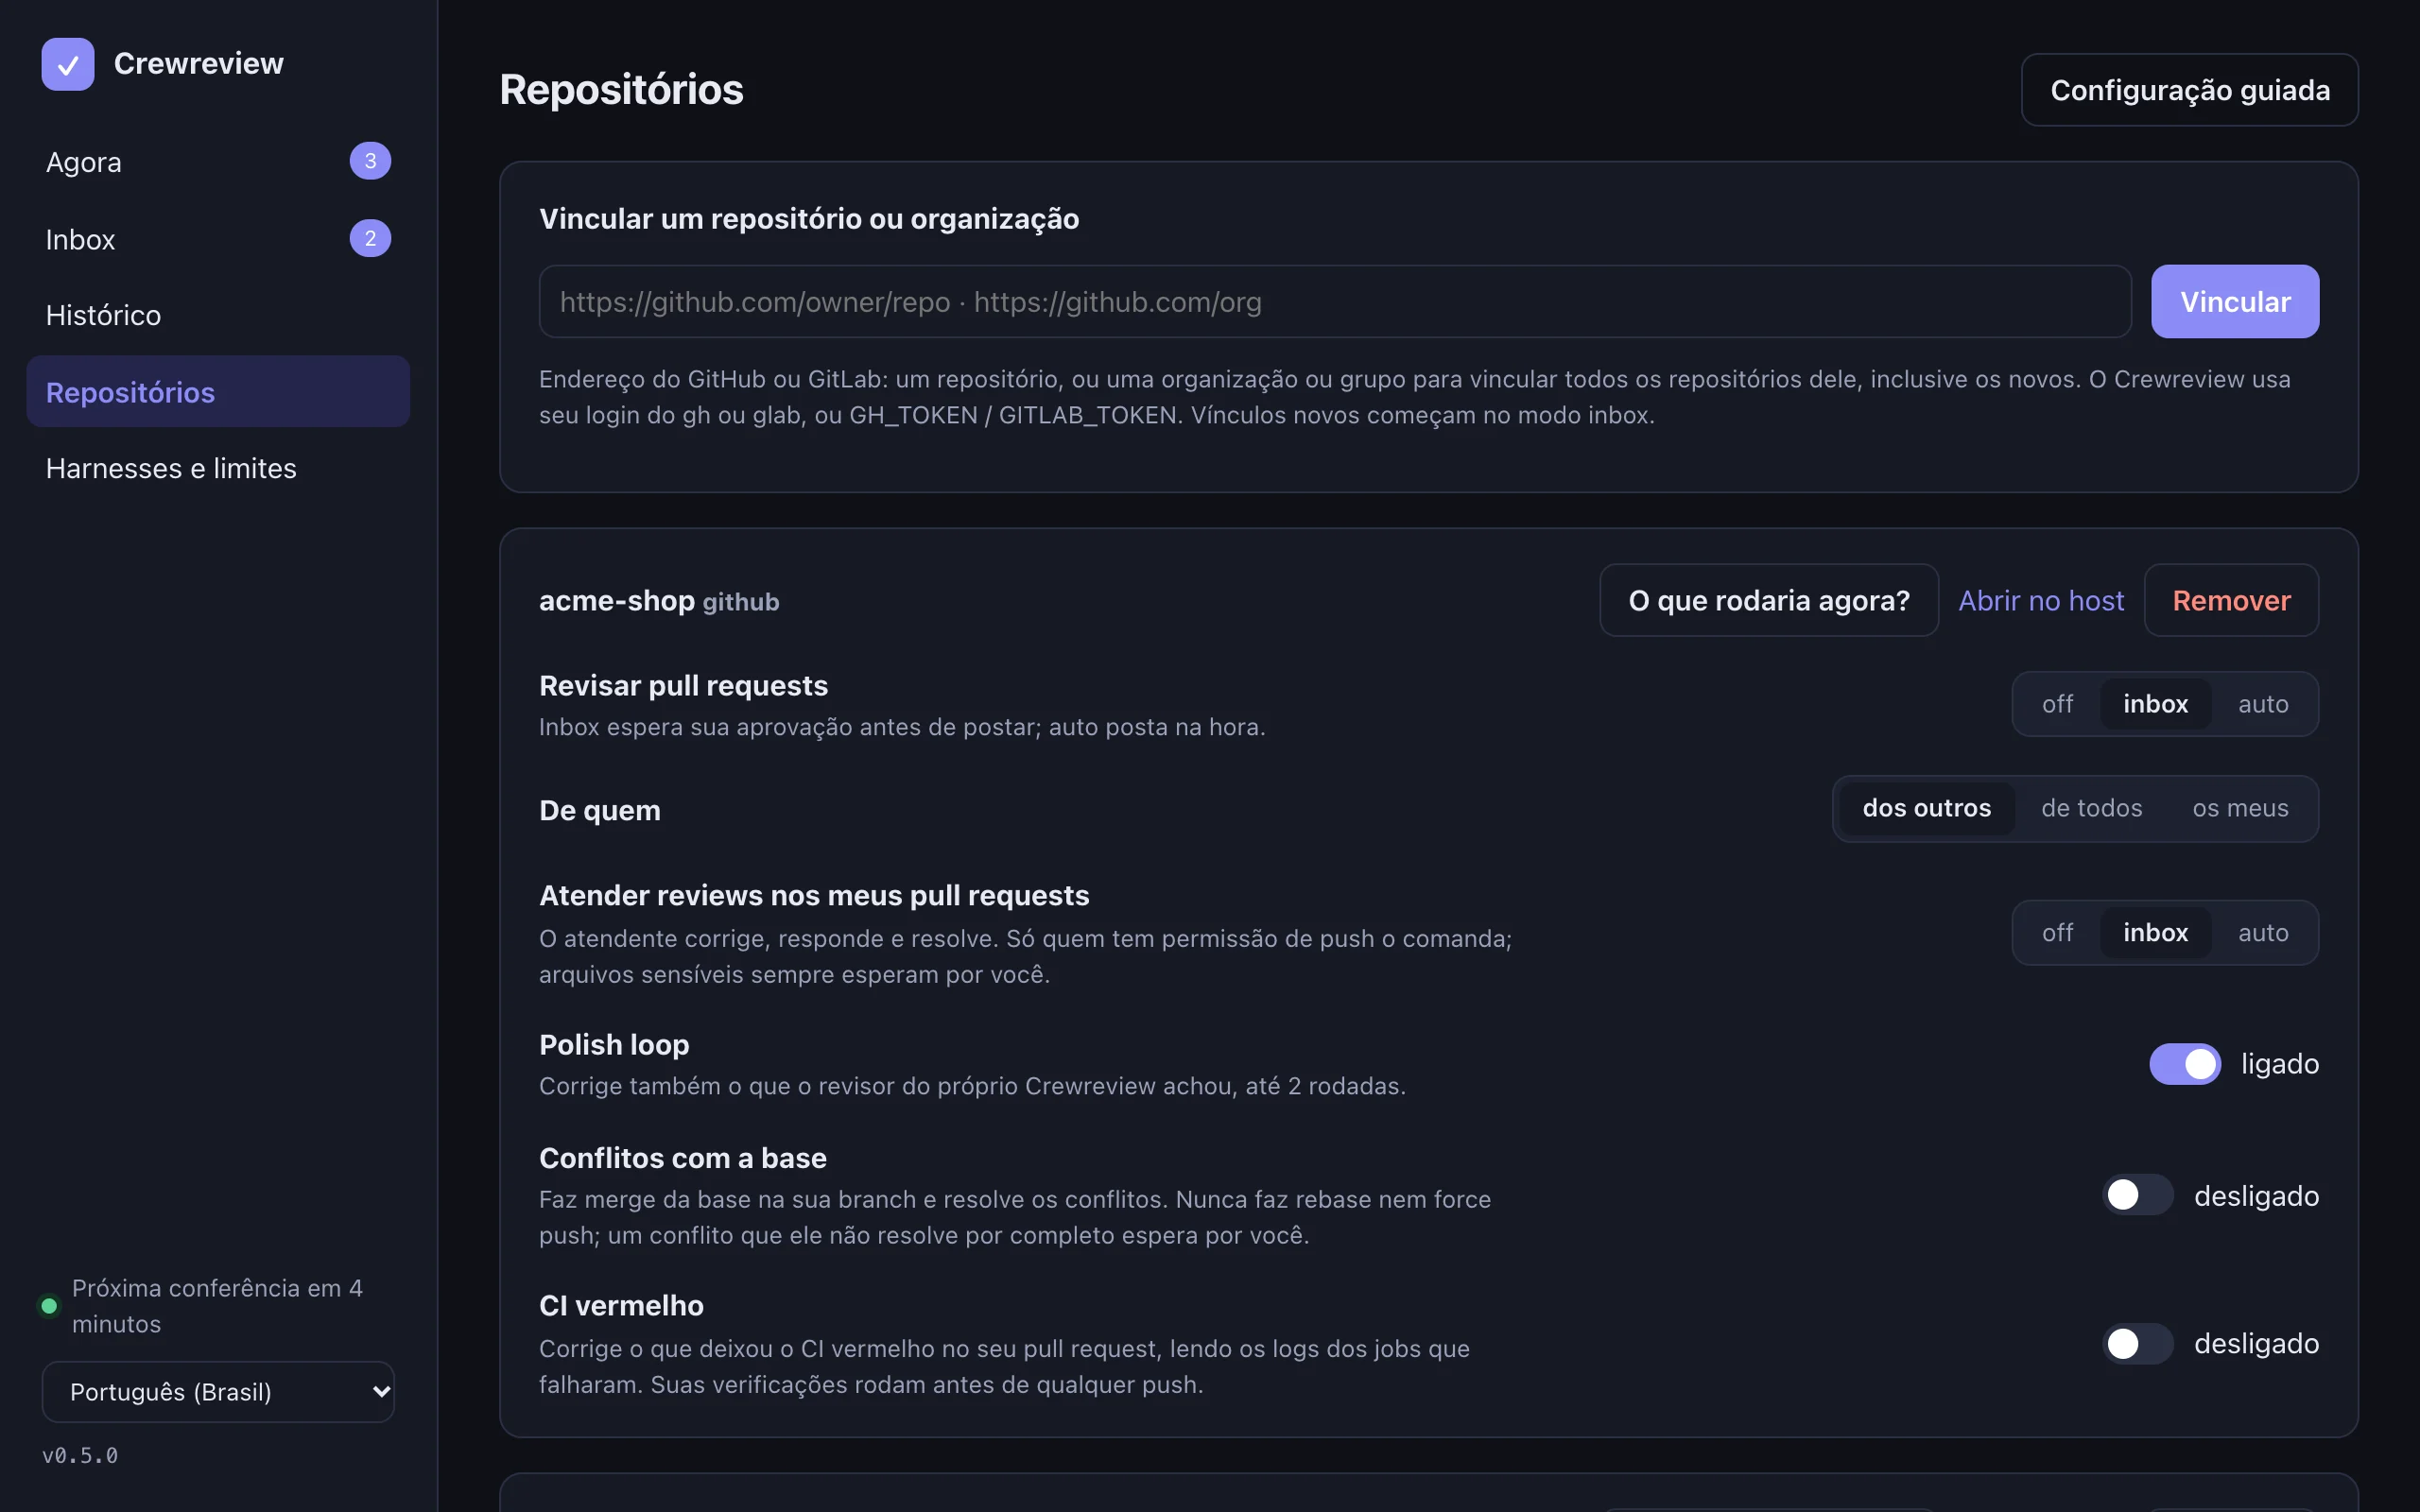 Crewreview
Agora 3
Inbox 2
Histórico
Repositórios
Harnesses e limites
Próxima conferência em 4
minutos
Português (Brasil)
v0.5.0
Repositórios
Configuração guiada
Vincular um repositório ou organização
https://github.com/owner/repo · https://github.com/org
Vincular
Endereço do GitHub ou GitLab: um repositório, ou uma organização ou grupo para vincular todos os repositórios dele, inclusive os novos. O Crewreview usa
seu login do gh ou glab, ou GH_TOKEN / GITLAB_TOKEN. Vínculos novos começam no modo inbox.
acme-shop github
O que rodaria agora?
Abrir no host
Remover
Revisar pull requests
Inbox espera sua aprovação antes de postar; auto posta na hora.
off inbox auto
De quem
dos outros de todos os meus
Atender reviews nos meus pull requests
O atendente corrige, responde e resolve. Só quem tem permissão de push o comanda;
arquivos sensíveis sempre esperam por você.
off inbox auto
Polish loop
Corrige também o que o revisor do próprio Crewreview achou, até 2 rodadas.
ligado
Conflitos com a base
Faz merge da base na sua branch e resolve os conflitos. Nunca faz rebase nem force
push; um conflito que ele não resolve por completo espera por você.
desligado
CI vermelho
Corrige o que deixou o CI vermelho no seu pull request, lendo os logs dos jobs que
falharam. Suas verificações rodam antes de qualquer push.
desligado